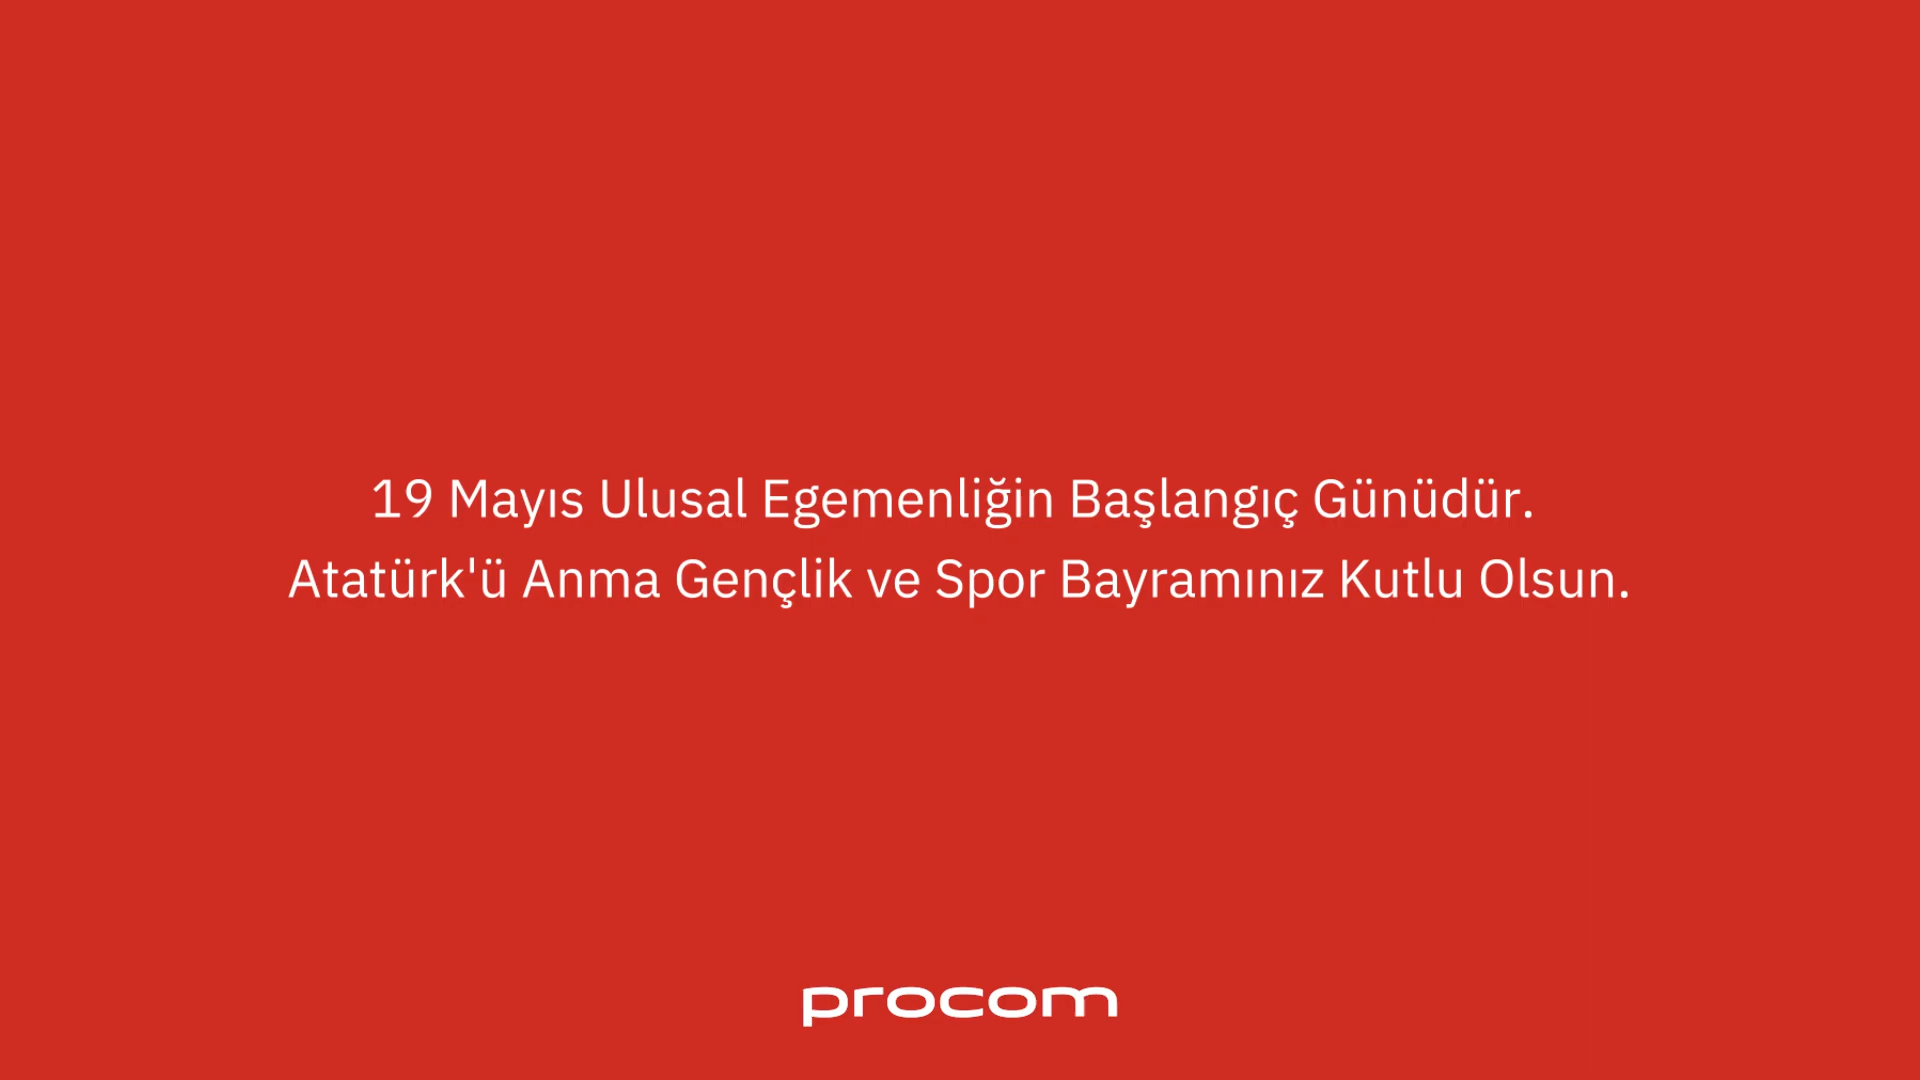 19 Mayıs Ulusal Egemenliğin Başlangıç Günüdür.
Atatürk'ü Anma Gençlik ve Spor Bayramınız Kutlu Olsun.
procom